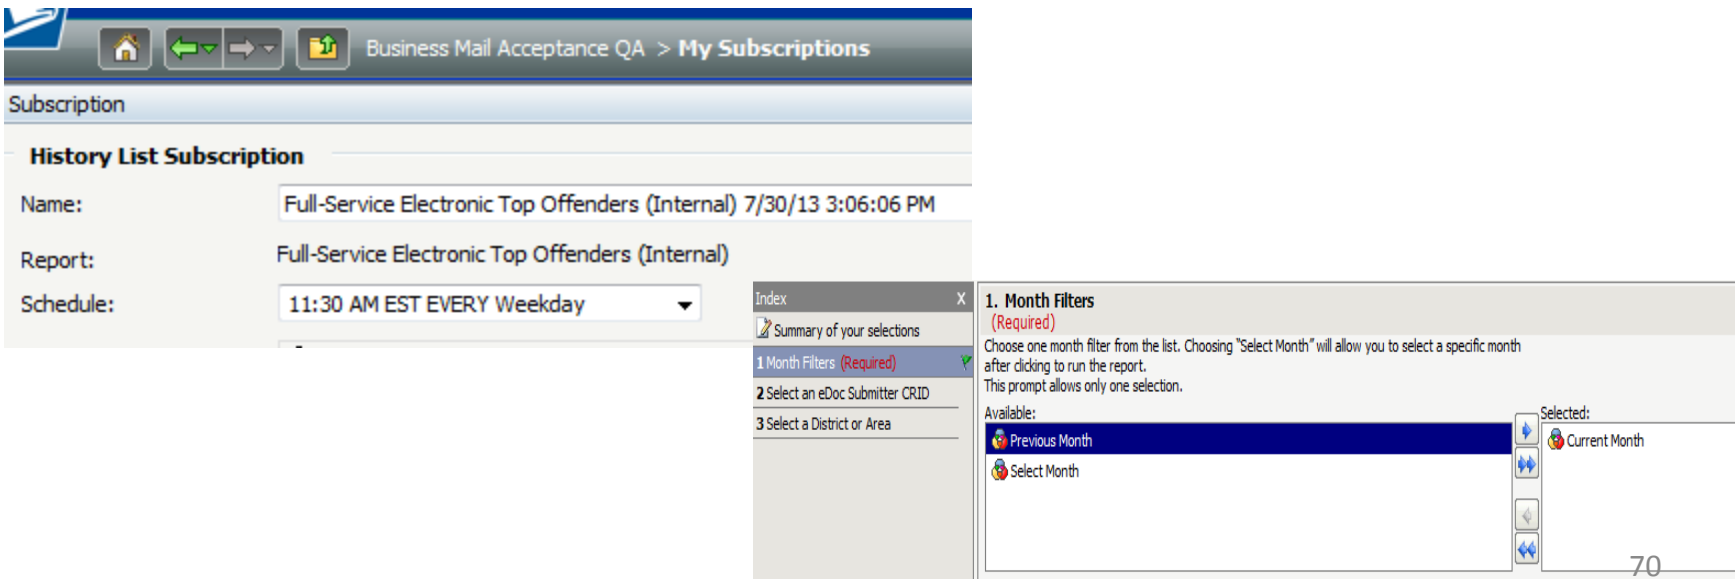 Business Mail Acceptance QA > My Subscriptions
Subscription
History List Subscription
Name: Full-Service Electronic Top Offenders (Internal) 7/30/13 3:06:06 PM
Report: Full-Service Electronic Top Offenders (Internal)
Schedule: 11:30 AM EST EVERY Weekday
Index X
Summary of your selections
1 Month Filters (Required)
2 Select an eDoc Submitter CRID
3 Select a District or Area
1. Month Filters
(Required)
Choose one month filter from the list. Choosing "Select Month" will allow you to select a specific month
after clicking to run the report.
This prompt allows only one selection.
Available:
Previous Month
Select Month
Selected:
Current Month
70